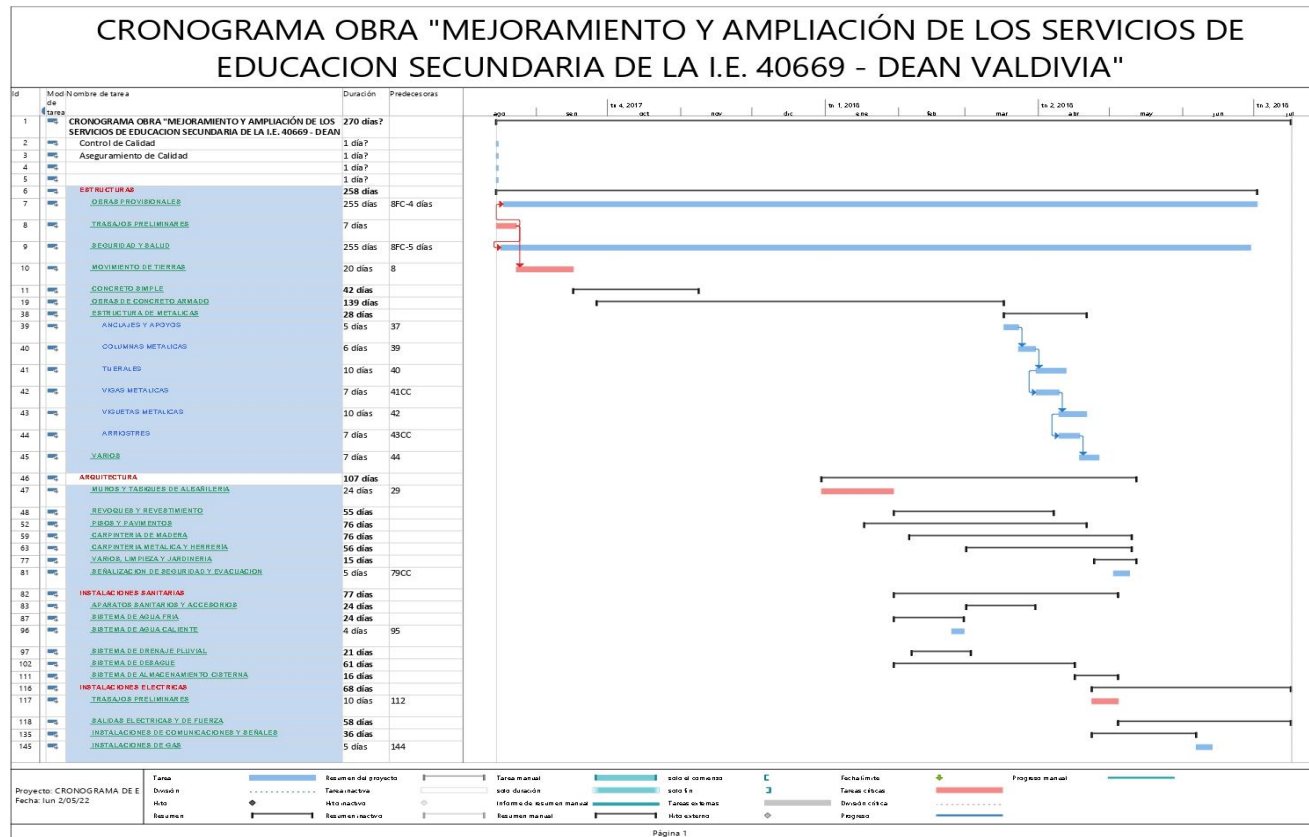 CRONOGRAMA OBRA "MEJORAMIENTO Y AMPLIACIÓN DE LOS SERVICIOS DE
EDUCACION SECUNDARIA DE LA I.E. 40669 - DEAN VALDIVIA"
Id Mod de tarea Nombre de tarea Duración Predecesoras
tri 4, 2017 tri 1, 2018 tri 2, 2018 tri 3, 2018
ago sep oct nov dic ene feb mar abr may jun jul
1 CRONOGRAMA OBRA "MEJORAMIENTO Y AMPLIACIÓN DE LOS 270 días?
SERVICIOS DE EDUCACION SECUNDARIA DE LA I.E. 40669 - DEAN
2 Control de Calidad 1 día?
3 Aseguramiento de Calidad 1 día?
4 1 día?
5 1 día?
6 ESTRUCTURAS 258 días
7 OBRAS PROVISIONALES 255 días 8FC-4 días
8 TRABAJOS PRELIMINARES 7 días
9 SEGURIDAD Y SALUD 255 días 8FC-5 días
10 MOVIMIENTO DE TIERRAS 20 días 8
11 CONCRETO SIMPLE 42 días
19 OBRAS DE CONCRETO ARMADO 139 días
38 ESTRUCTURA DE METALICAS 28 días
39 ANCLAJES Y APOYOS 5 días 37
40 COLUMNAS METALICAS 6 días 39
41 TIJERALES 10 días 40
42 VIGAS METALICAS 7 días 41CC
43 VIGUETAS METALICAS 10 días 42
44 ARRIOSTRES 7 días 43CC
45 VARIOS 7 días 44
46 ARQUITECTURA 107 días
47 MUROS Y TABIQUES DE ALBAÑILERIA 24 días 29
48 REVOQUES Y REVESTIMIENTO 55 días
52 PISOS Y PAVIMENTOS 76 días
59 CARPINTERIA DE MADERA 76 días
63 CARPINTERIA METALICA Y HERRERÍA 56 días
77 VARIOS, LIMPIEZA Y JARDINERIA 15 días
81 SEÑALIZACION DE SEGURIDAD Y EVACUACION 5 días 79CC
82 INSTALACIONES SANITARIAS 77 días
83 APARATOS SANITARIOS Y ACCESORIOS 24 días
87 SISTEMA DE AGUA FRIA 24 días
96 SISTEMA DE AGUA CALIENTE 4 días 95
97 SISTEMA DE DRENAJE PLUVIAL 21 días
102 SISTEMA DE DESAGUE 61 días
111 SISTEMA DE ALMACENAMIENTO CISTERNA 16 días
116 INSTALACIONES ELECTRICAS 68 días
117 TRABAJOS PRELIMINARES 10 días 112
118 SALIDAS ELECTRICAS Y DE FUERZA 58 días
135 INSTALACIONES DE COMUNICACIONES Y SEÑALES 36 días
145 INSTALACIONES DE GAS 5 días 144
Proyecto: CRONOGRAMA DE E
Fecha: lun 2/05/22
Tarea Resumen del proyecto Tarea manual solo el comienzo Fecha límite Progreso manual
División Tarea inactiva solo duración solo fin Tareas críticas
Hito Hito inactivo Informe de resumen manual Tareas externas División crítica
Resumen Resumen inactivo Resumen manual Hito externo Progreso
Página 1